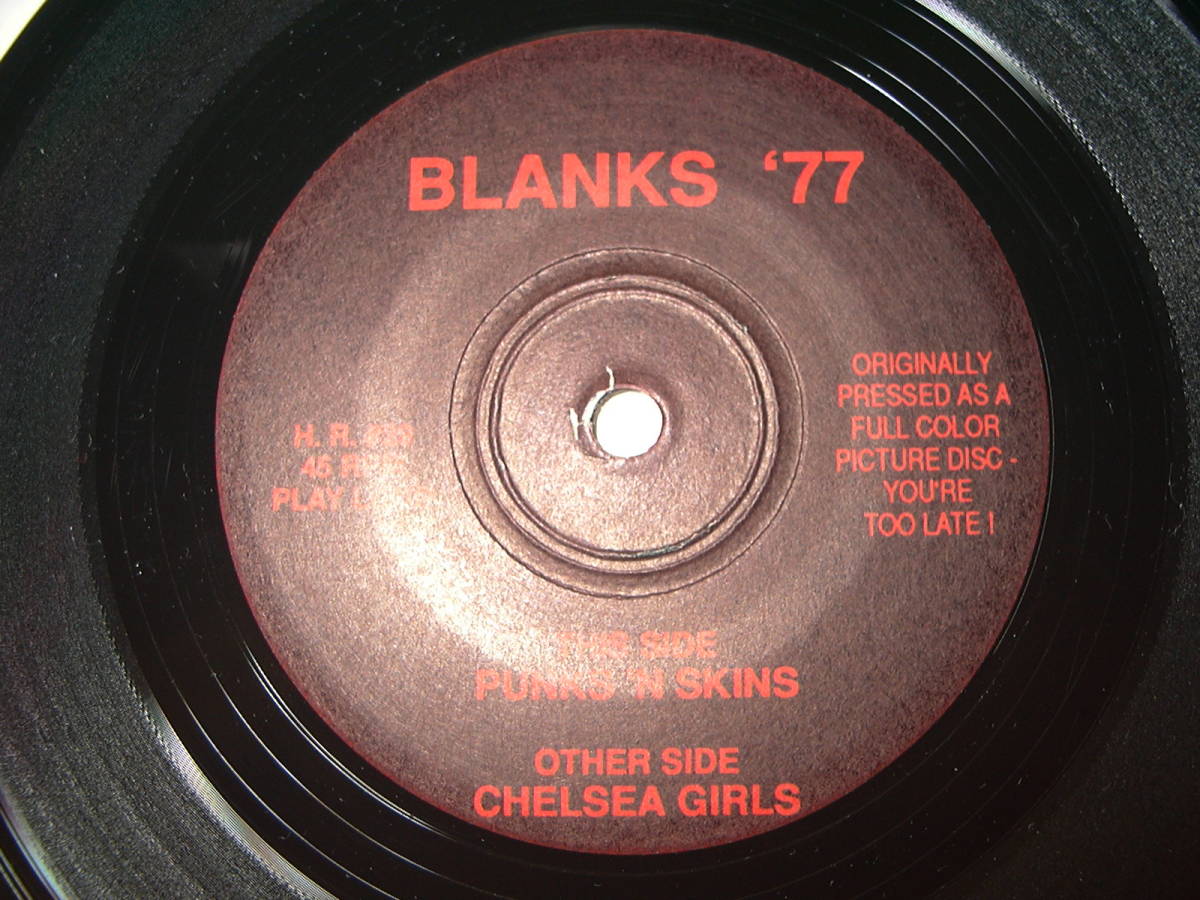 BLANKS '77
H. R.
45 RPM
PLAY
ORIGINALLY
PRESSED AS A
FULL COLOR
PICTURE DISC -
YOU'RE
TOO LATE !
THIS SIDE
PUNKS 'N SKINS
OTHER SIDE
CHELSEA GIRLS